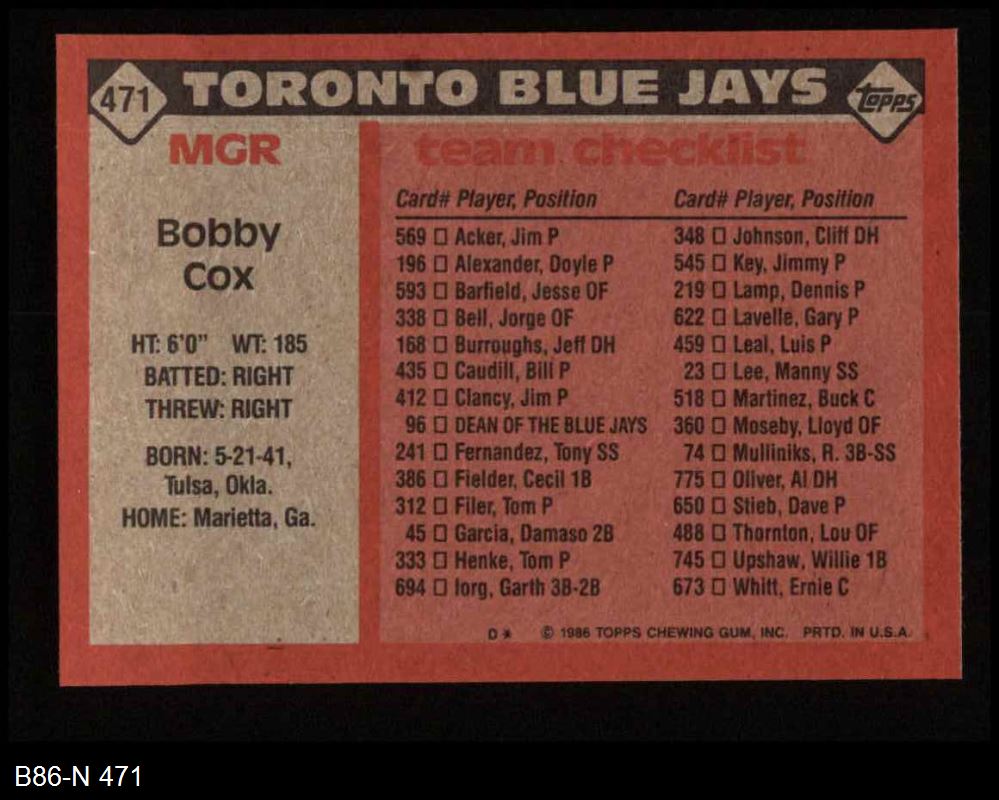 471 TORONTO BLUE JAYS topps
MGR
Bobby
Cox
HT: 6'0" WT: 185
BATTED: RIGHT
THREW: RIGHT
BORN: 5-21-41,
Tulsa, Okla.
HOME: Marietta, Ga.
team checklist
Card# Player, Position
569 □ Acker, Jim P
196 □ Alexander, Doyle P
593 □ Barfield, Jesse OF
338 □ Bell, Jorge OF
168 □ Burroughs, Jeff DH
435 □ Caudill, Bill P
412 □ Clancy, Jim P
96 □ DEAN OF THE BLUE JAYS
241 □ Fernandez, Tony SS
386 □ Fielder, Cecil 1B
312 □ Filer, Tom P
45 □ Garcia, Damaso 2B
333 □ Henke, Tom P
694 □ Iorg, Garth 3B-2B
Card# Player, Position
348 □ Johnson, Cliff DH
545 □ Key, Jimmy P
219 □ Lamp, Dennis P
622 □ Lavelle, Gary P
459 □ Leal, Luis P
23 □ Lee, Manny SS
518 □ Martinez, Buck C
360 □ Moseby, Lloyd OF
74 □ Mulliniks, R. 3B-SS
775 □ Oliver, Al DH
650 □ Stieb, Dave P
488 □ Thornton, Lou OF
745 □ Upshaw, Willie 1B
673 □ Whitt, Ernie C
D* © 1986 TOPPS CHEWING GUM, INC. PRTD. IN U.S.A.
B86-N 471